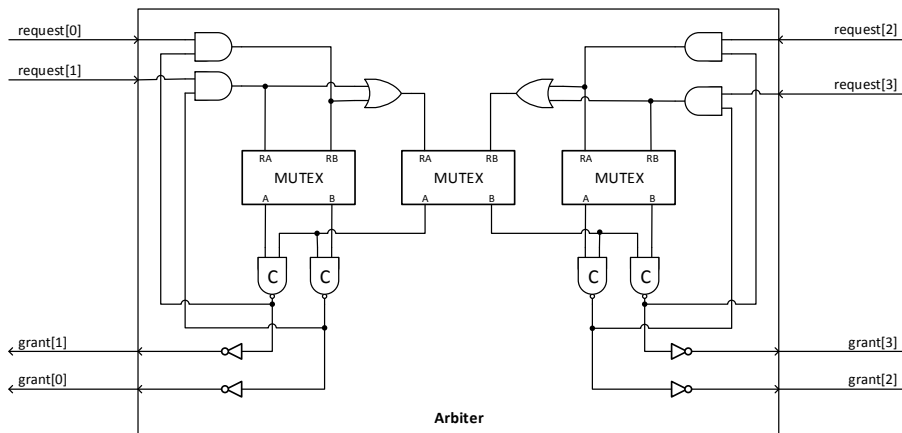 request[0]
request[2]
request[1]
request[3]
RA RB RA RB RA RB
MUTEX MUTEX MUTEX
A B A B A B
C C C C
grant[1]
grant[3]
grant[0]
grant[2]
Arbiter